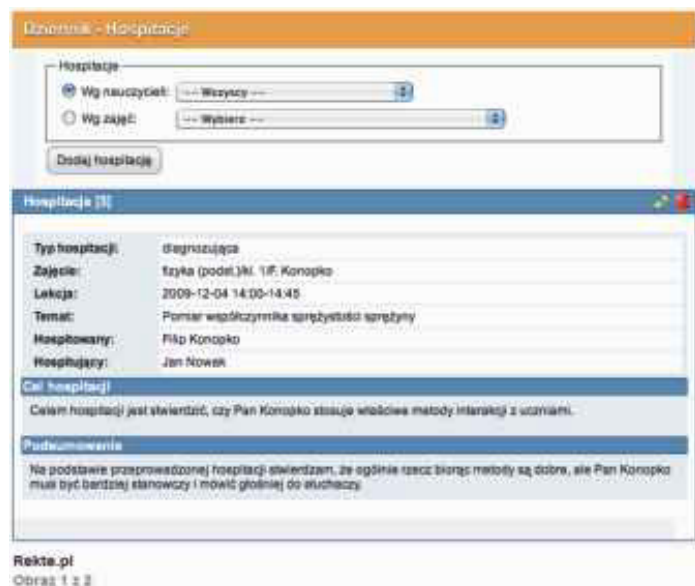 Dziennik - Hospitacje
Hospitacje
Wg nauczycieli: --- Wszyscy ---
Wg zajęć: --- Wybierz ---
Dodaj hospitację
Hospitacja [5]
Typ hospitacji: diagnozująca
Zajęcie: fizyka (podst.)/kl. 1/F. Konopko
Lekcja: 2009-12-04 14:00-14:45
Temat: Pomiar współczynnika sprężystości sprężyny
Hospitowany: Filip Konopko
Hospitujący: Jan Nowak
Cel hospitacji
Celem hospitacji jest stwierdzić, czy Pan Konopko stosuje właściwe metody interakcji z uczniami.
Podsumowanie
Na podstawie przeprowadzonej hospitacji stwierdzam, że ogólnie rzecz biorąc metody są dobre, ale Pan Konopko
musi być bardziej stanowczy i mówić głośniej do słuchaczy.
Rekta.pl
Obraz 1 z 2